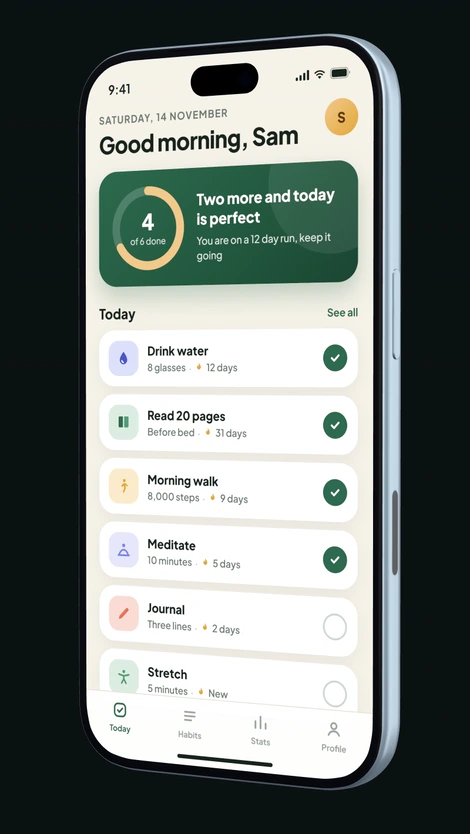 9:41
SATURDAY, 14 NOVEMBER
Good morning, Sam
S
4
of 6 done
Two more and today
is perfect
You are on a 12 day run, keep it
going
Today
See all
Drink water
8 glasses · 12 days
Read 20 pages
Before bed · 31 days
Morning walk
8,000 steps · 9 days
Meditate
10 minutes · 5 days
Journal
Three lines · 2 days
Stretch
5 minutes · New
Today
Habits
Stats
Profile